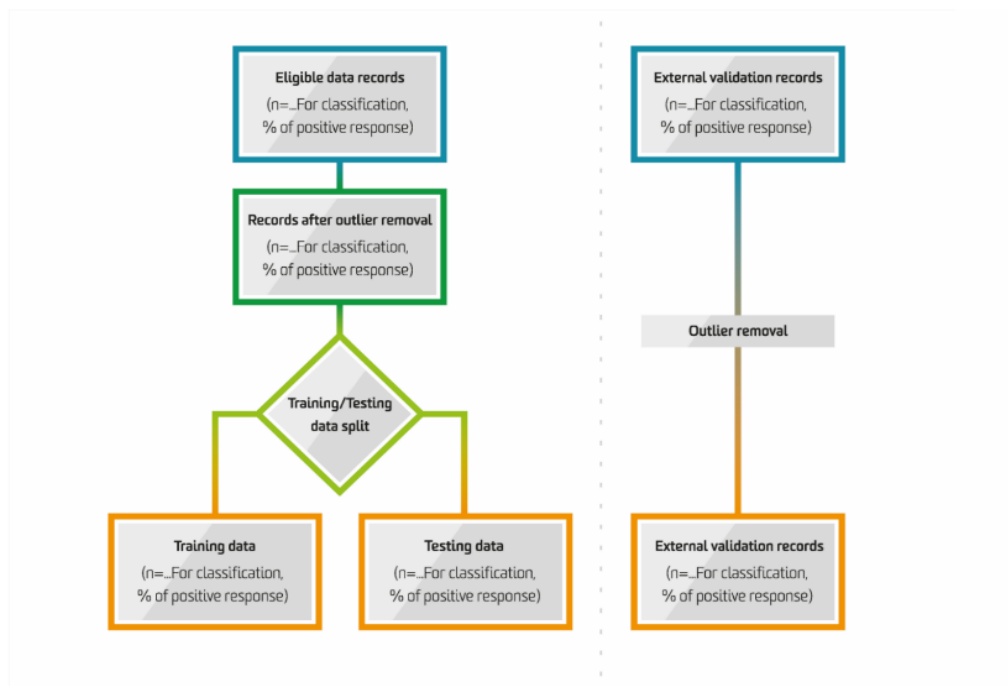 Eligible data records
(n=...For classification,
% of positive response)
Records after outlier removal
(n=...For classification,
% of positive response)
Training/Testing
data split
Training data
(n=...For classification,
% of positive response)
Testing data
(n=...For classification,
% of positive response)
External validation records
(n=...For classification,
% of positive response)
Outlier removal
External validation records
(n=...For classification,
% of positive response)